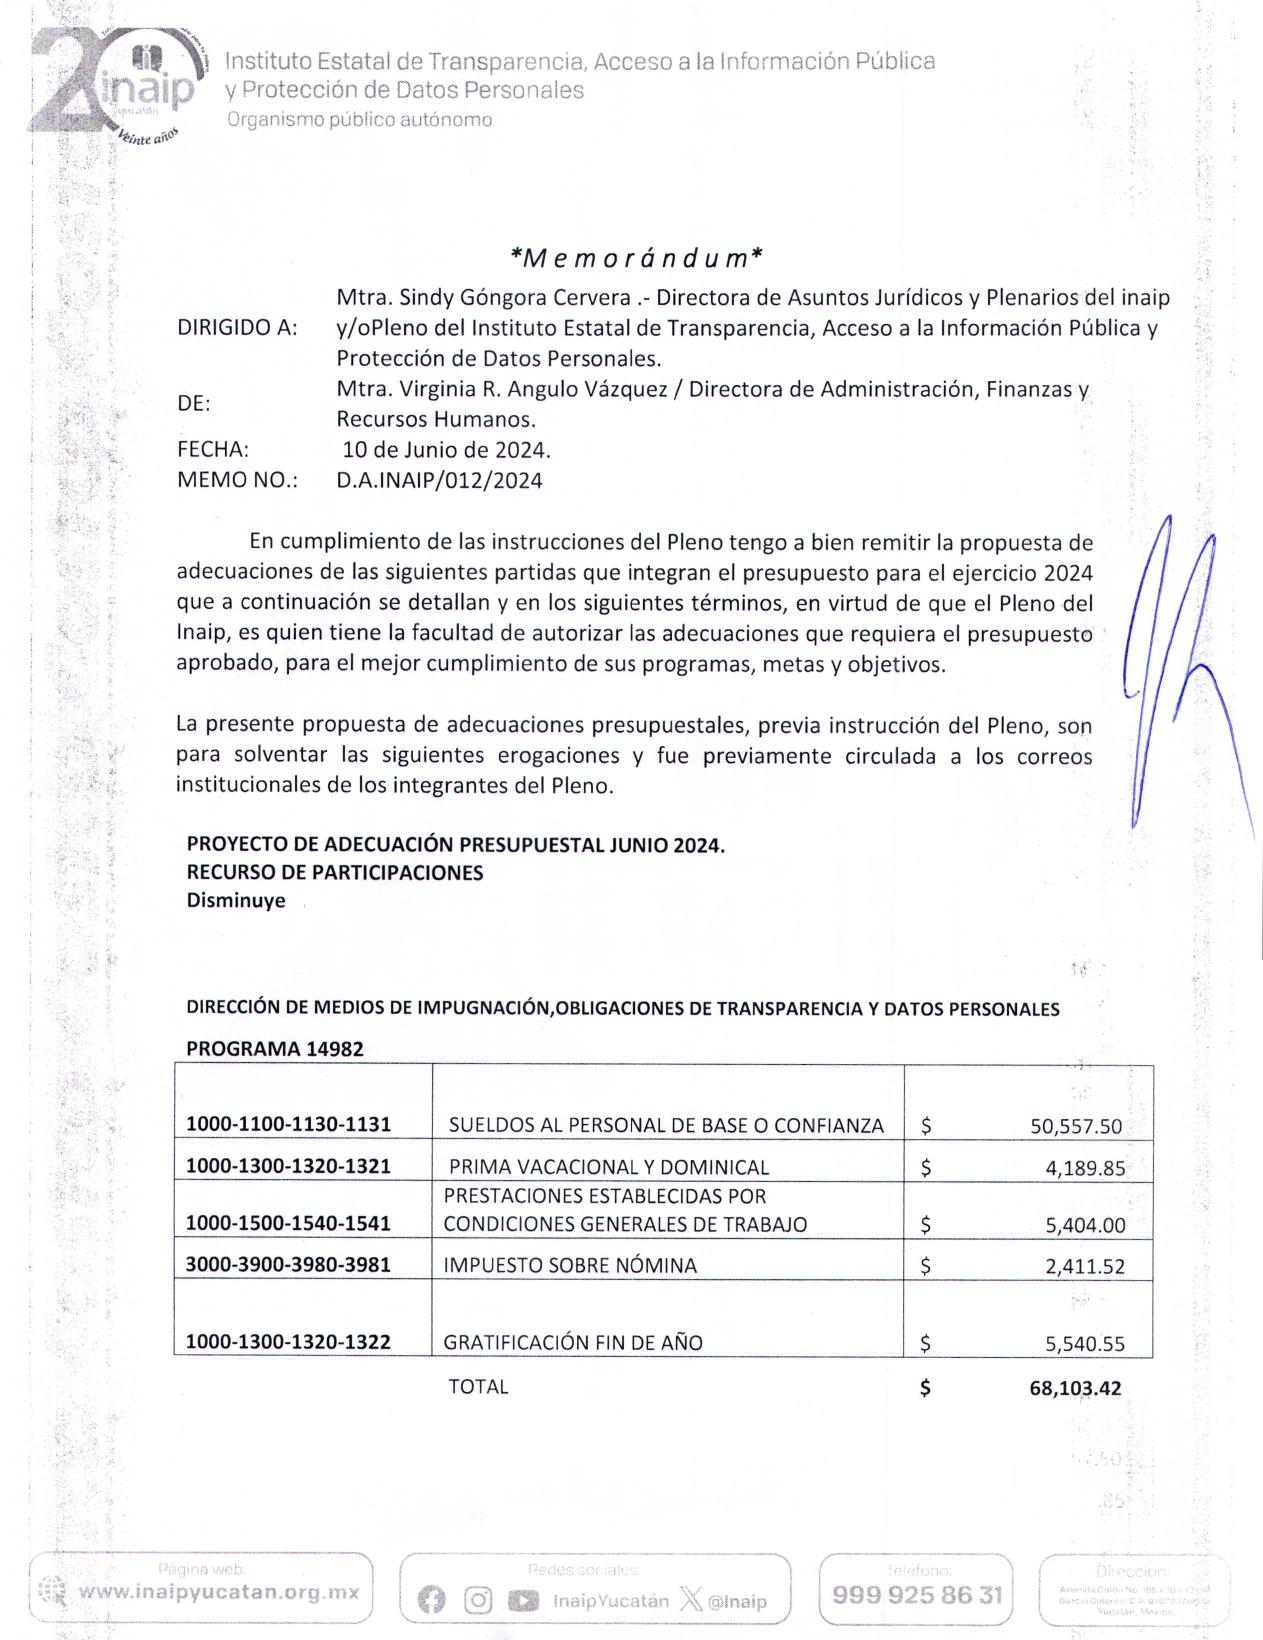 20 inaip
Yucatán
Veinte años
Instituto Estatal de Transparencia, Acceso a la Información Pública
y Protección de Datos Personales
Organismo público autónomo
*Memorándum*
DIRIGIDO A:
Mtra. Sindy Góngora Cervera .- Directora de Asuntos Jurídicos y Plenarios del inaip
y/oPleno del Instituto Estatal de Transparencia, Acceso a la Información Pública y
Protección de Datos Personales.
DE:
Mtra. Virginia R. Angulo Vázquez / Directora de Administración, Finanzas y
Recursos Humanos.
FECHA: 10 de Junio de 2024.
MEMO NO.: D.A.INAIP/012/2024
En cumplimiento de las instrucciones del Pleno tengo a bien remitir la propuesta de
adecuaciones de las siguientes partidas que integran el presupuesto para el ejercicio 2024
que a continuación se detallan y en los siguientes términos, en virtud de que el Pleno del
Inaip, es quien tiene la facultad de autorizar las adecuaciones que requiera el presupuesto
aprobado, para el mejor cumplimiento de sus programas, metas y objetivos.
La presente propuesta de adecuaciones presupuestales, previa instrucción del Pleno, son
para solventar las siguientes erogaciones y fue previamente circulada a los correos
institucionales de los integrantes del Pleno.
PROYECTO DE ADECUACIÓN PRESUPUESTAL JUNIO 2024.
RECURSO DE PARTICIPACIONES
Disminuye
DIRECCIÓN DE MEDIOS DE IMPUGNACIÓN,OBLIGACIONES DE TRANSPARENCIA Y DATOS PERSONALES
PROGRAMA 14982
1000-1100-1130-1131 SUELDOS AL PERSONAL DE BASE O CONFIANZA $ 50,557.50
1000-1300-1320-1321 PRIMA VACACIONAL Y DOMINICAL $ 4,189.85
PRESTACIONES ESTABLECIDAS POR
1000-1500-1540-1541 CONDICIONES GENERALES DE TRABAJO $ 5,404.00
3000-3900-3980-3981 IMPUESTO SOBRE NÓMINA $ 2,411.52
1000-1300-1320-1322 GRATIFICACIÓN FIN DE AÑO $ 5,540.55
TOTAL $ 68,103.42
Página web:
www.inaipyucatan.org.mx
Redes sociales:
InaipYucatán @Inaip
Teléfono:
999 925 86 31
Dirección:
Yucatán, México.